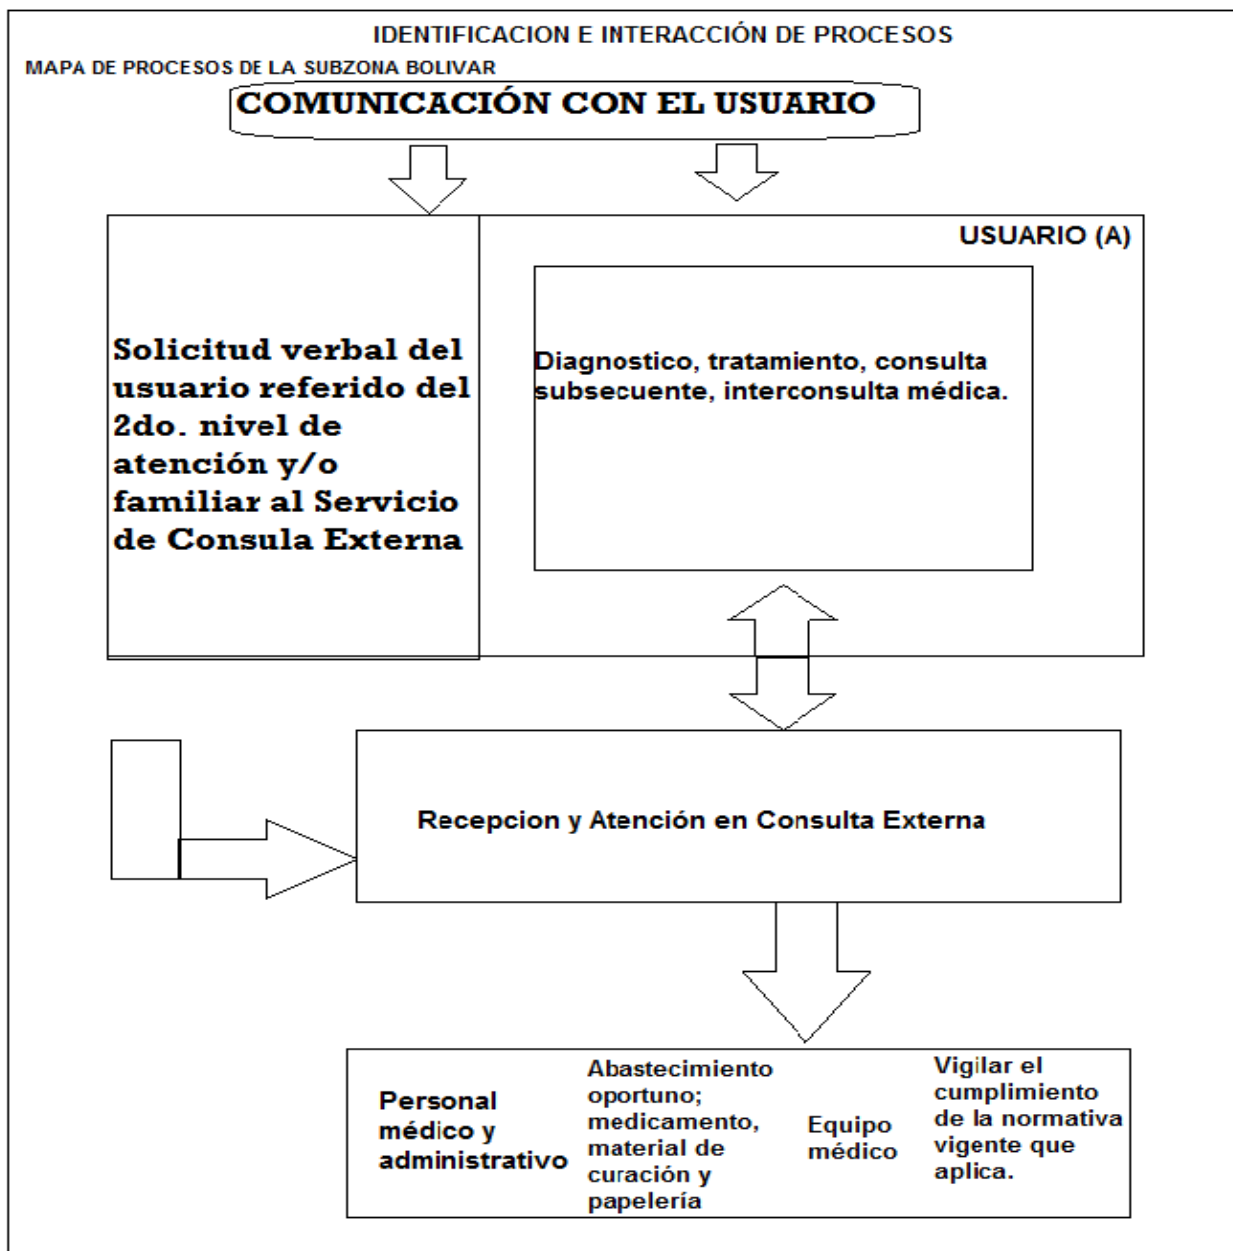 IDENTIFICACION E INTERACCIÓN DE PROCESOS
MAPA DE PROCESOS DE LA SUBZONA BOLIVAR
COMUNICACIÓN CON EL USUARIO
Solicitud verbal del
usuario referido del
2do. nivel de
atención y/o
familiar al Servicio
de Consula Externa
USUARIO (A)
Diagnostico, tratamiento, consulta
subsecuente, interconsulta médica.
Recepcion y Atención en Consulta Externa
Personal
médico y
administrativo
Abastecimiento
oportuno;
medicamento,
material de
curación y
papelería
Equipo
médico
Vigilar el
cumplimiento
de la normativa
vigente que
aplica.